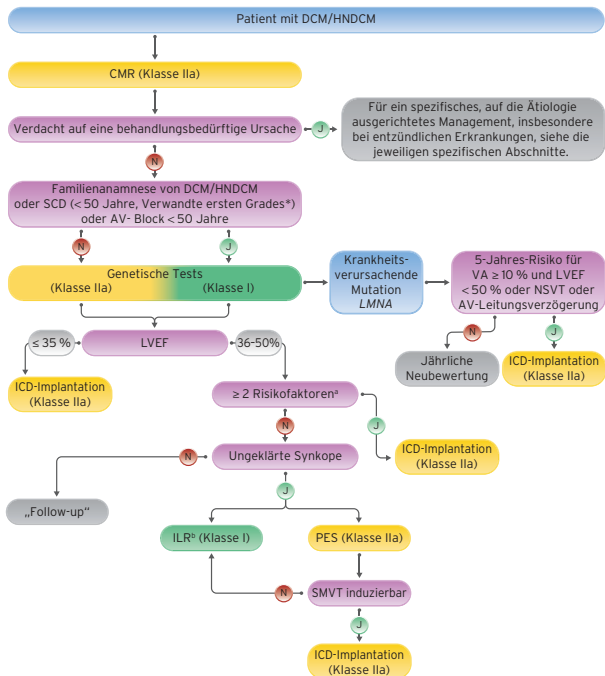 Patient mit DCM/HNDCM
CMR (Klasse IIa)
Verdacht auf eine behandlungsbedürftige Ursache
J
Für ein spezifisches, auf die Ätiologie
ausgerichtetes Management, insbesondere
bei entzündlichen Erkrankungen, siehe die
jeweiligen spezifischen Abschnitte.
N
Familienanamnese von DCM/HNDCM
oder SCD (< 50 Jahre, Verwandte ersten Grades*)
oder AV- Block < 50 Jahre
N
J
Genetische Tests
(Klasse IIa)
(Klasse I)
Krankheits-
verursachende
Mutation
LMNA
5-Jahres-Risiko für
VA ≥ 10 % und LVEF
< 50 % oder NSVT oder
AV-Leitungsverzögerung
N
J
Jährliche
Neubewertung
ICD-Implantation
(Klasse IIa)
≤ 35 %
LVEF
36-50%
ICD-Implantation
(Klasse IIa)
≥ 2 Risikofaktorenᵃ
N
J
ICD-Implantation
(Klasse IIa)
Ungeklärte Synkope
N
J
„Follow-up“
ILRᵇ (Klasse I)
PES (Klasse IIa)
SMVT induzierbar
N
J
ICD-Implantation
(Klasse IIa)